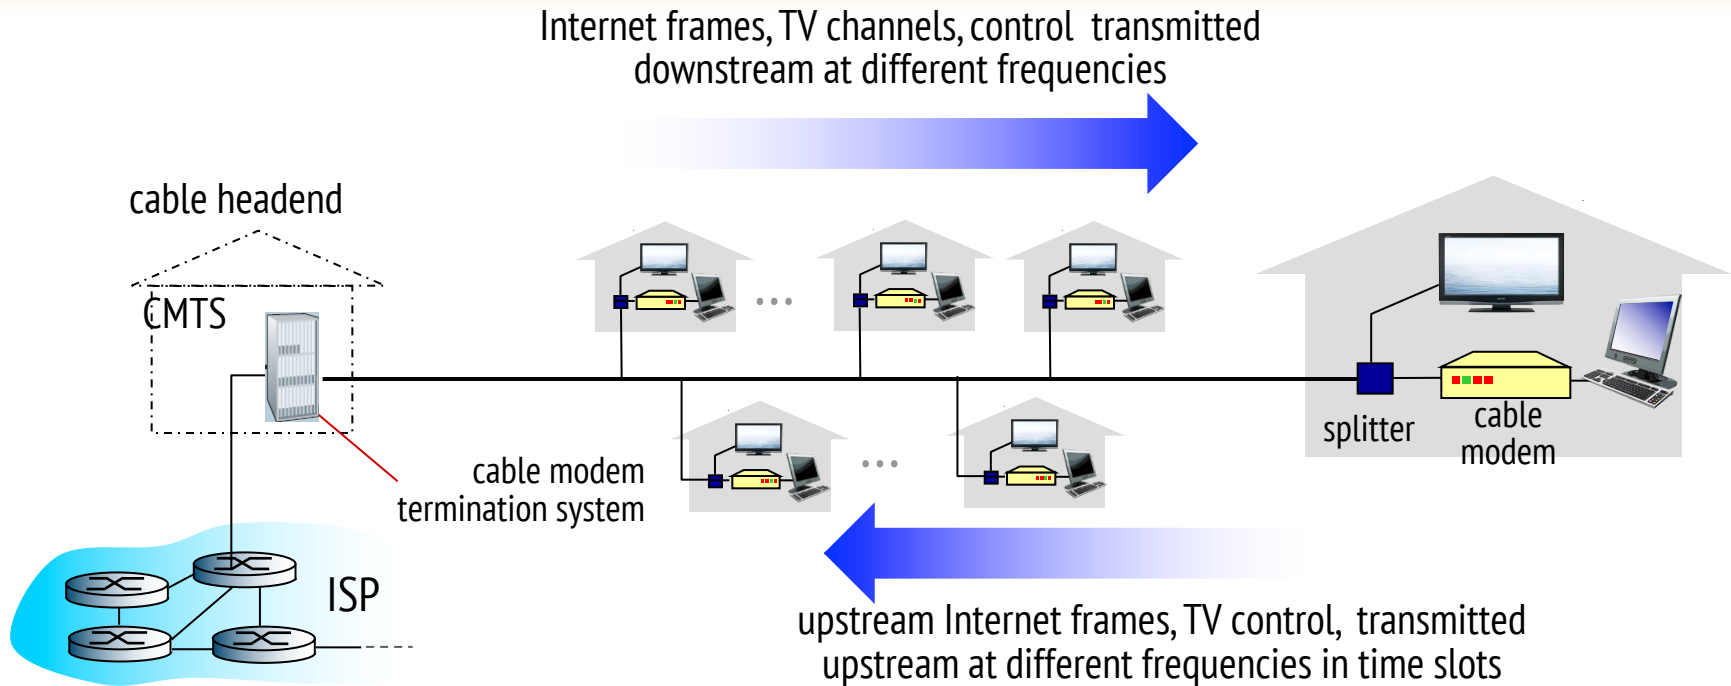 Internet frames, TV channels, control transmitted
downstream at different frequencies
cable headend
CMTS
splitter
cable
modem
cable modem
termination system
ISP
upstream Internet frames, TV control, transmitted
upstream at different frequencies in time slots